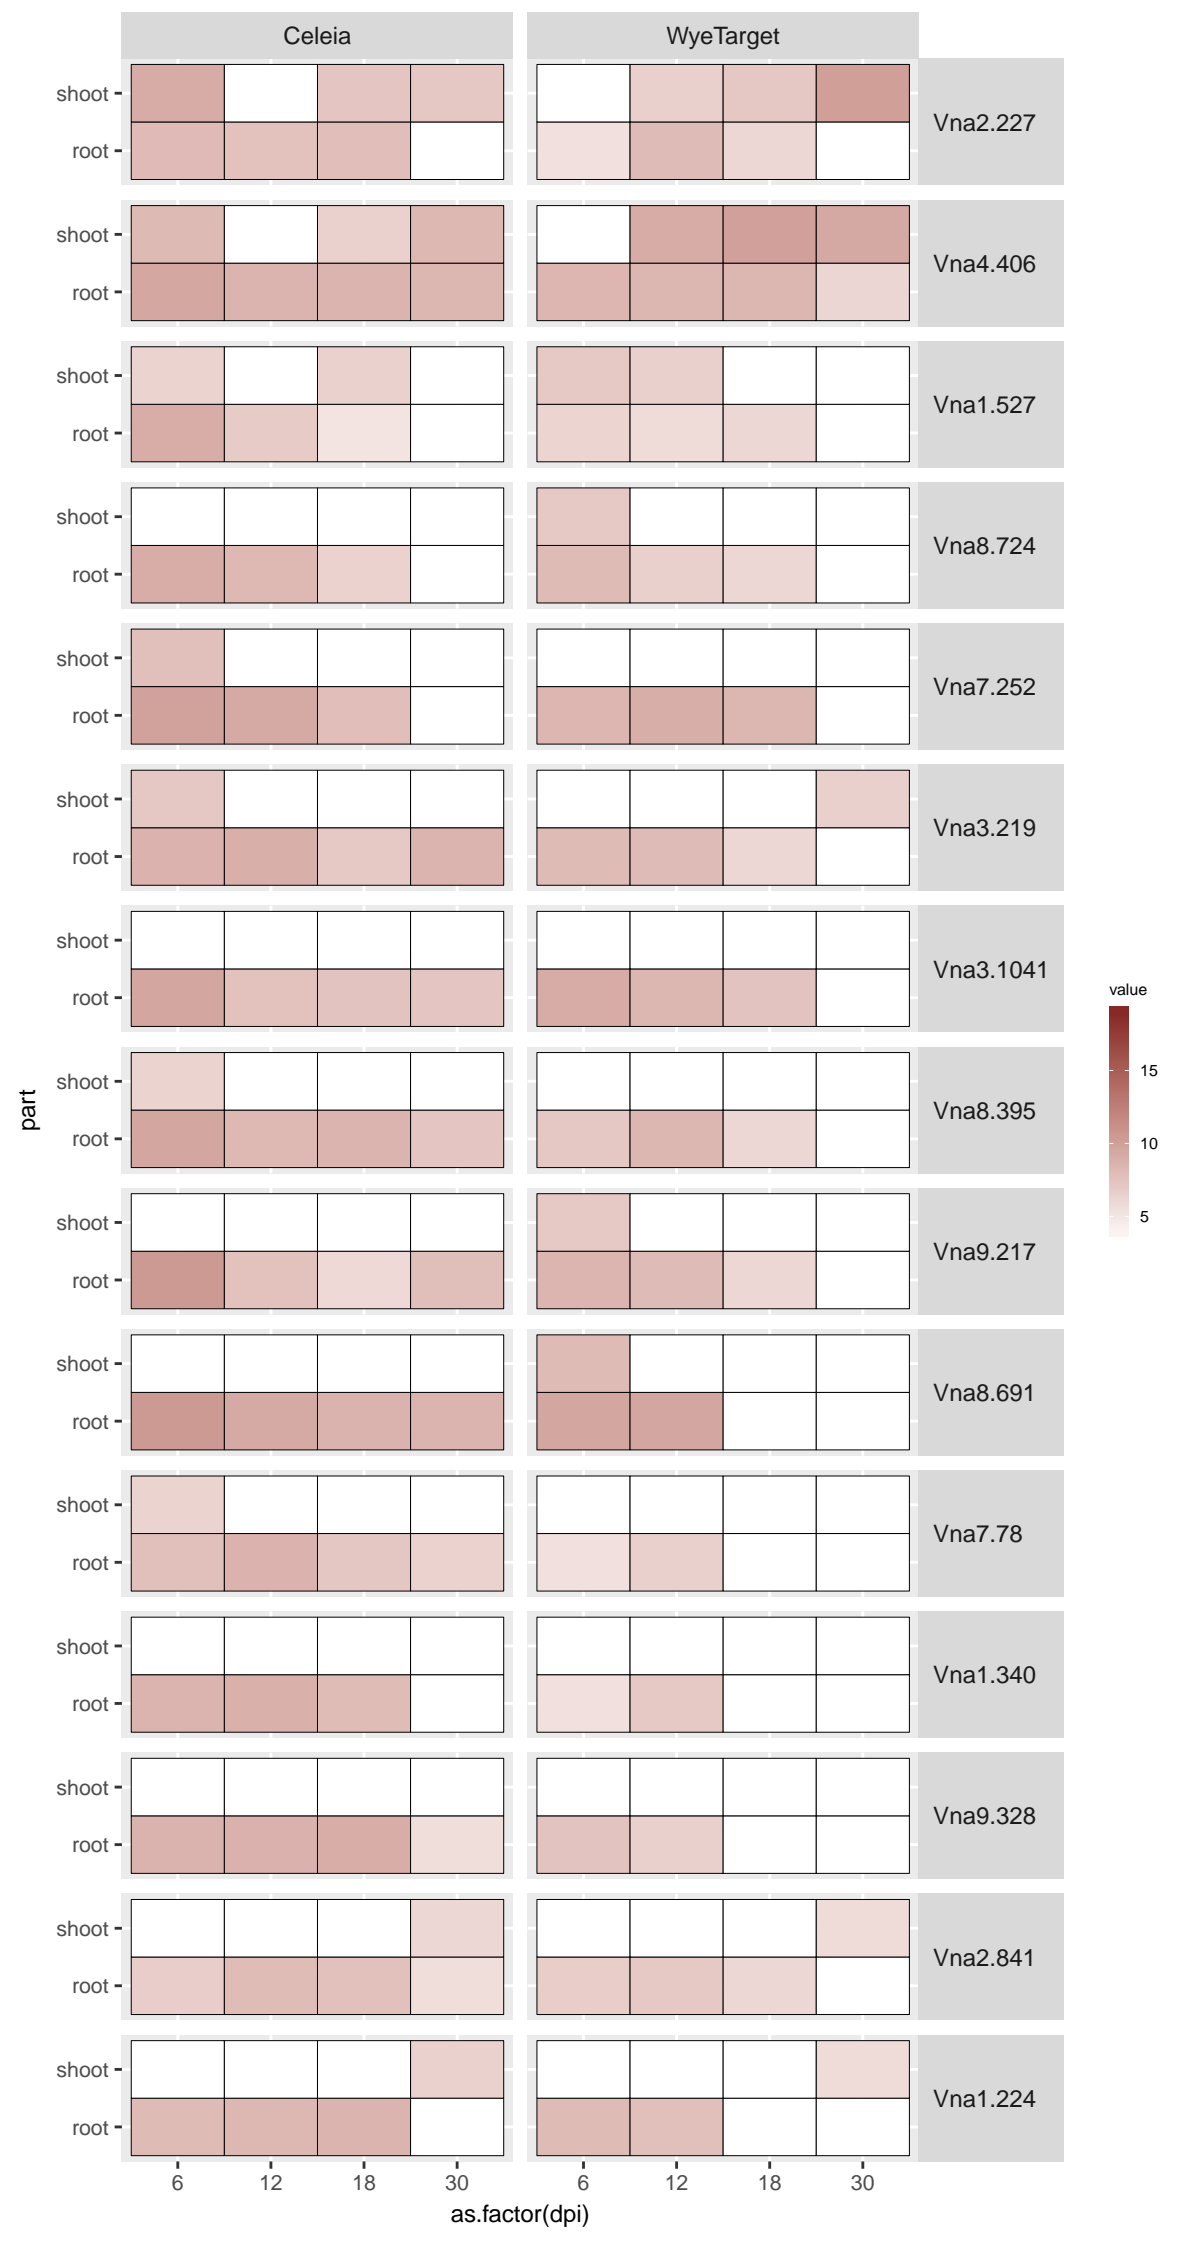 Celeia WyeTarget
shoot
root
Vna2.227
shoot
root
Vna4.406
shoot
root
Vna1.527
shoot
root
Vna8.724
shoot
root
Vna7.252
shoot
root
Vna3.219
shoot
root
Vna3.1041
shoot
root
Vna8.395
shoot
root
Vna9.217
shoot
root
Vna8.691
shoot
root
Vna7.78
shoot
root
Vna1.340
shoot
root
Vna9.328
shoot
root
Vna2.841
shoot
root
Vna1.224
6 12 18 30 6 12 18 30
as.factor(dpi)
part
value
15
10
5